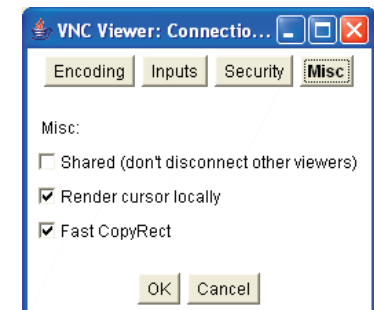 VNC Viewer: Connectio...
Encoding Inputs Security Misc
Misc:
Shared (don't disconnect other viewers)
Render cursor locally
Fast CopyRect
OK Cancel